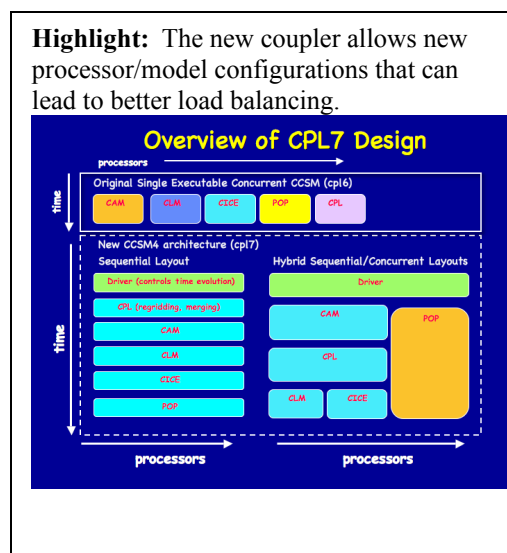 Highlight: The new coupler allows new
processor/model configurations that can
lead to better load balancing.
Overview of CPL7 Design
processors
time
Original Single Executable Concurrent CCSM (cpl6)
CAM
CLM
CICE
POP
CPL
time
New CCSM4 architecture (cpl7)
Sequential Layout
Driver (controls time evolution)
CPL (regridding, merging)
CAM
CLM
CICE
POP
processors
Hybrid Sequential/Concurrent Layouts
Driver
CAM
POP
CPL
CLM
CICE
processors